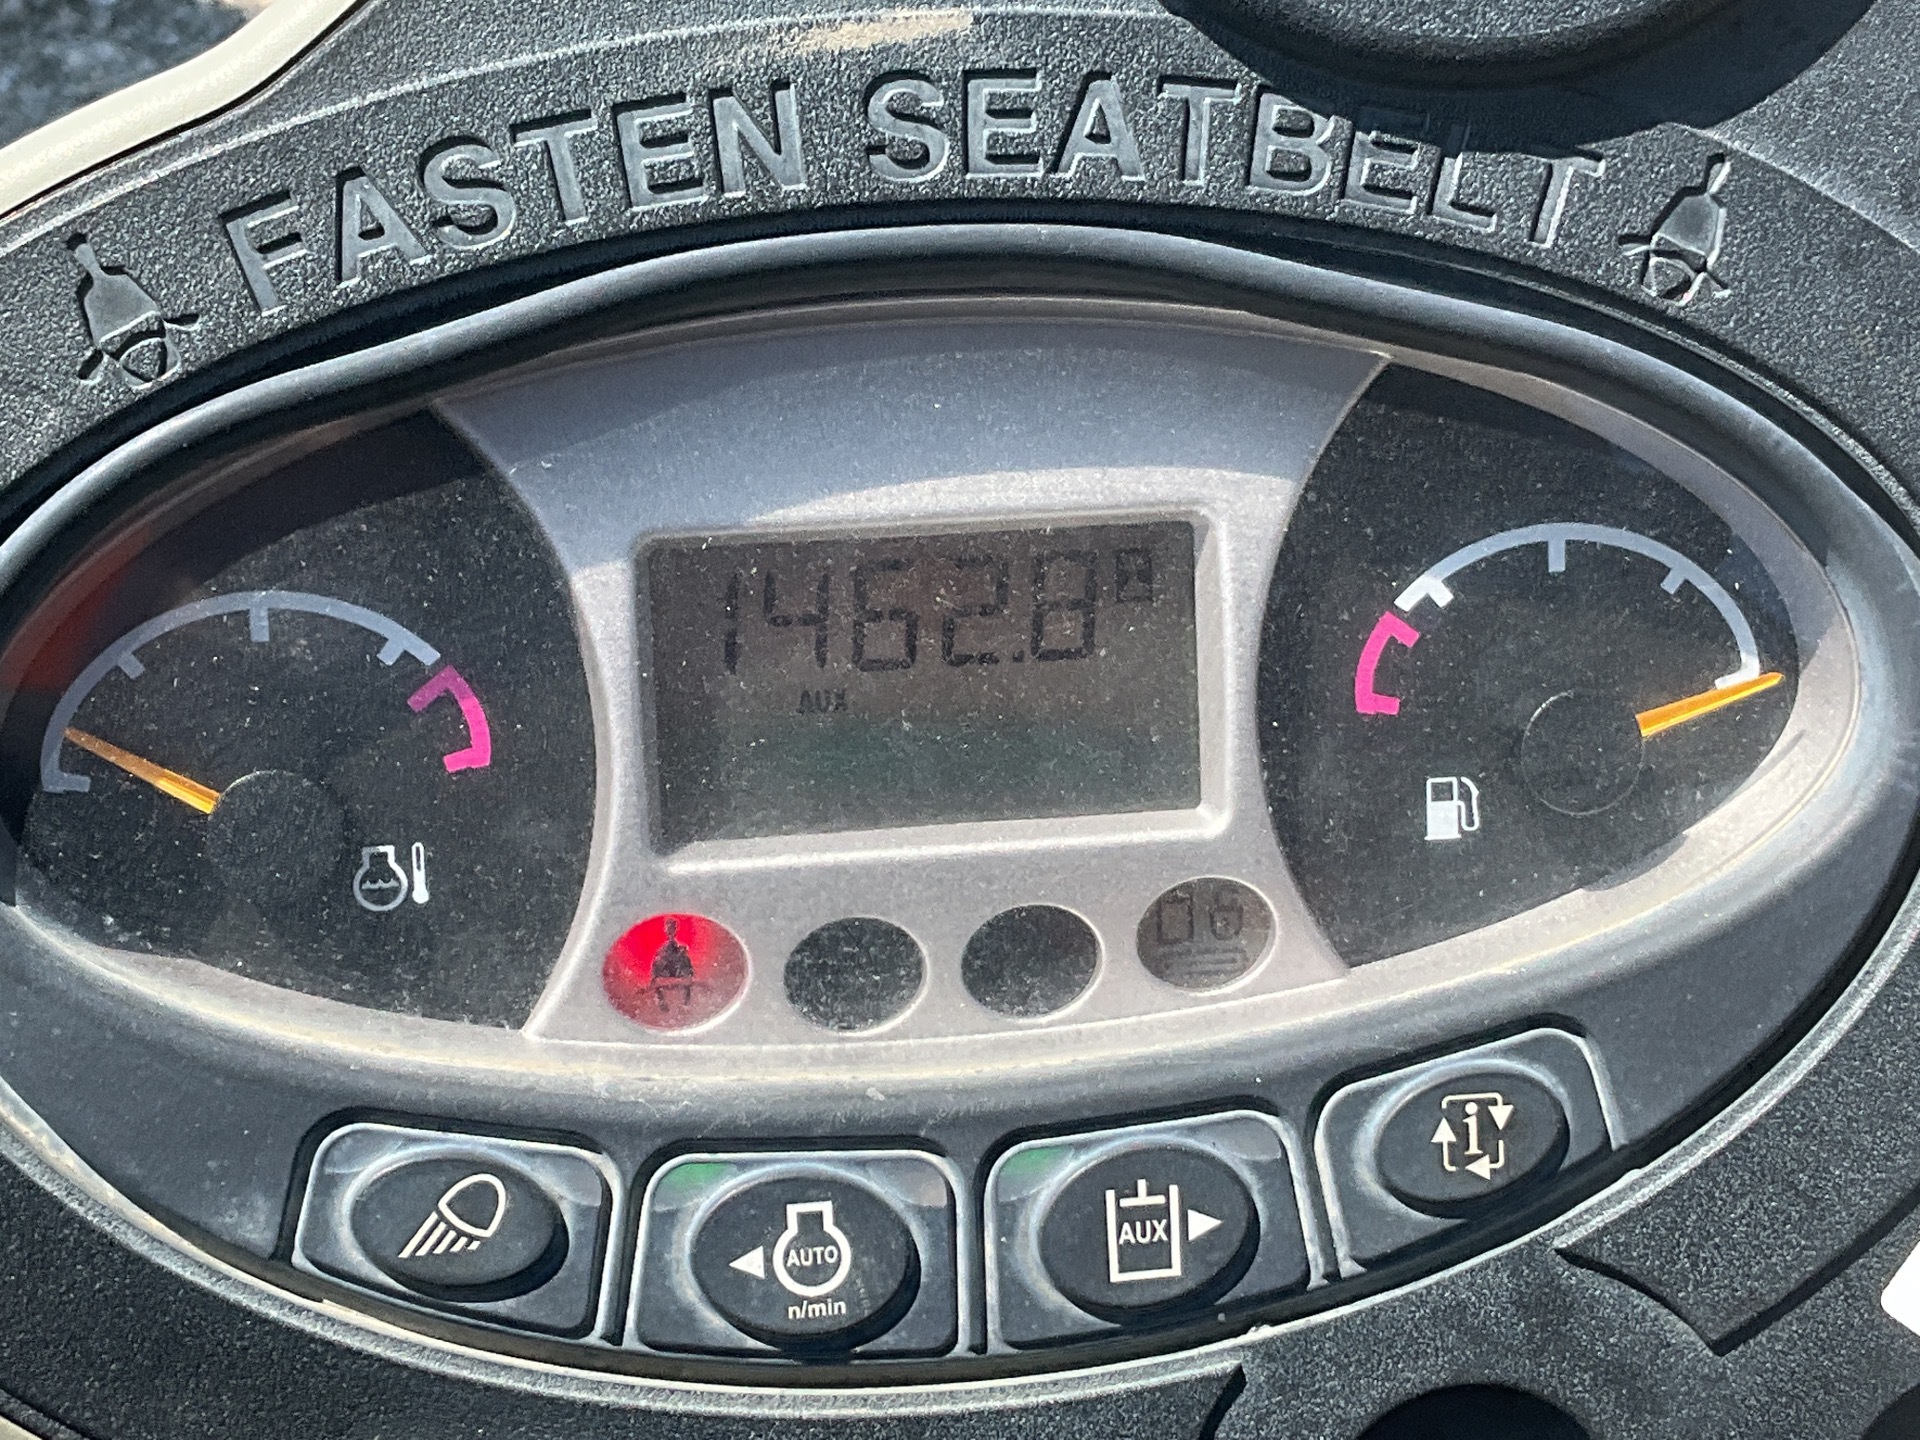 FASTEN SEATBELT
1462.8 h
AUX
AUTO
n/min
AUX
i